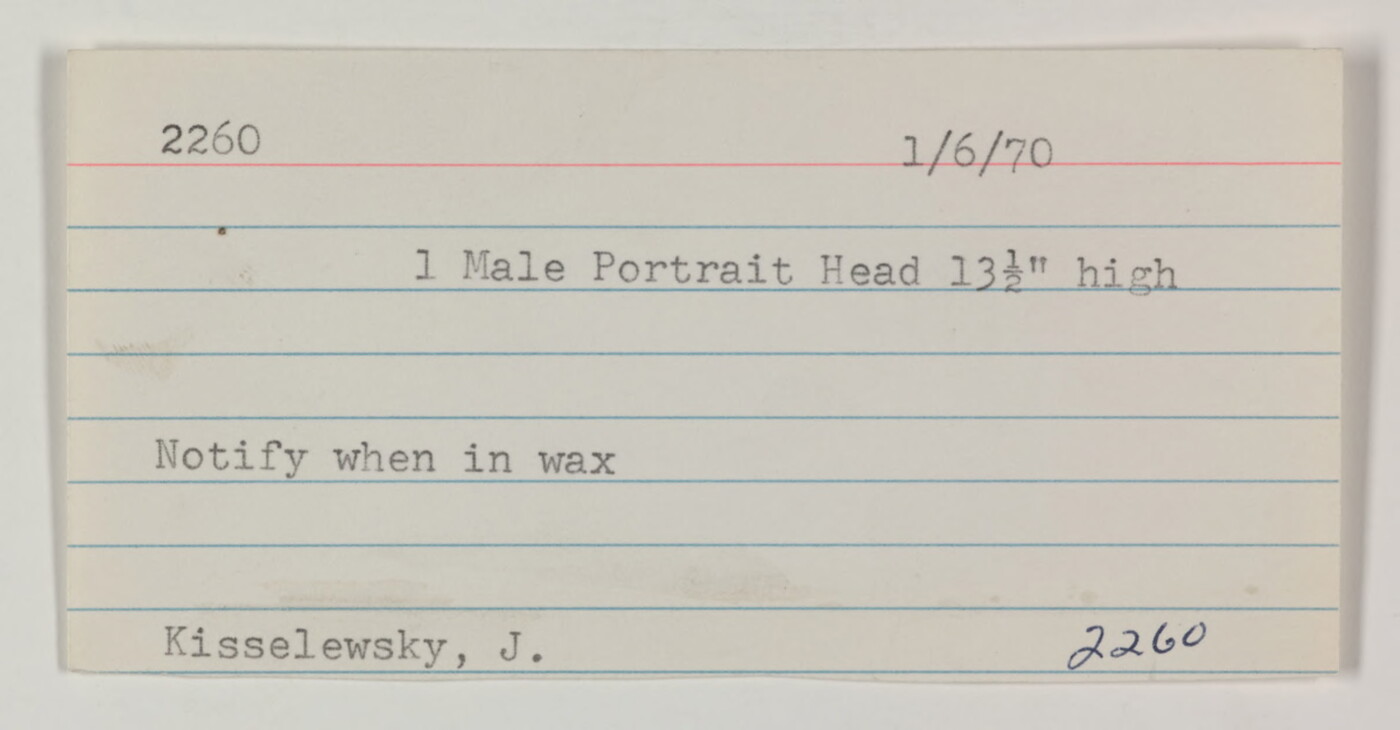 2260 1/6/70
1 Male Portrait Head 13½" high
Notify when in wax
Kisselewsky, J. 2260